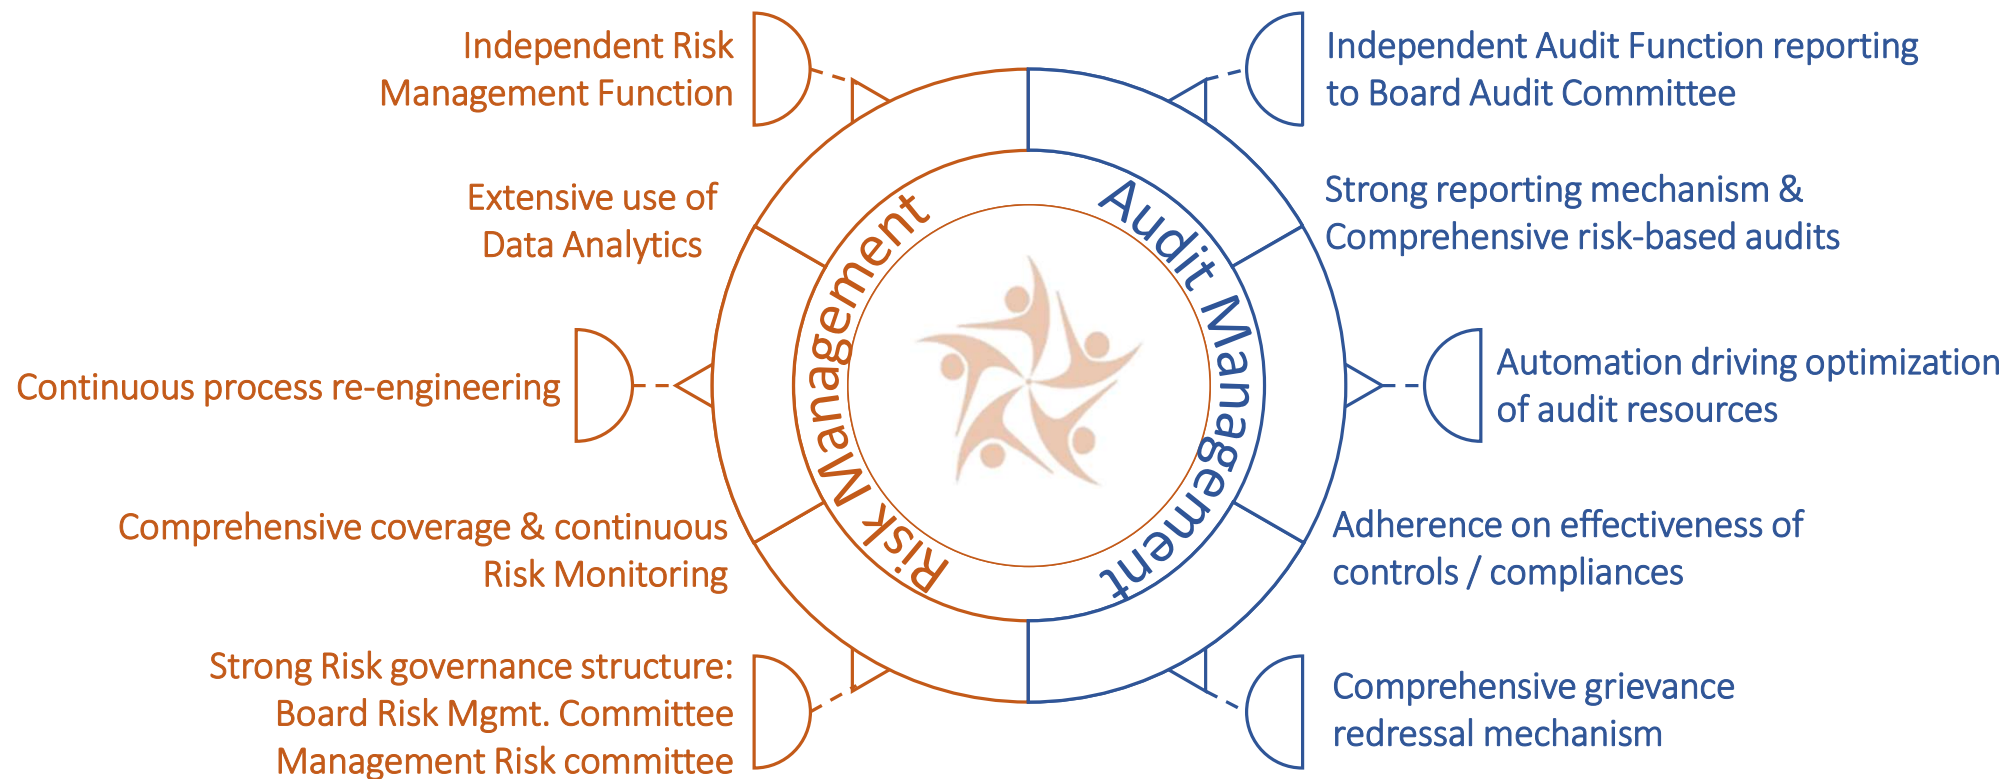 Independent Risk
Management Function
Extensive use of
Data Analytics
Continuous process re-engineering
Comprehensive coverage & continuous
Risk Monitoring
Strong Risk governance structure:
Board Risk Mgmt. Committee
Management Risk committee
Risk Management
Audit Management
Independent Audit Function reporting
to Board Audit Committee
Strong reporting mechanism &
Comprehensive risk-based audits
Automation driving optimization
of audit resources
Adherence on effectiveness of
controls / compliances
Comprehensive grievance
redressal mechanism